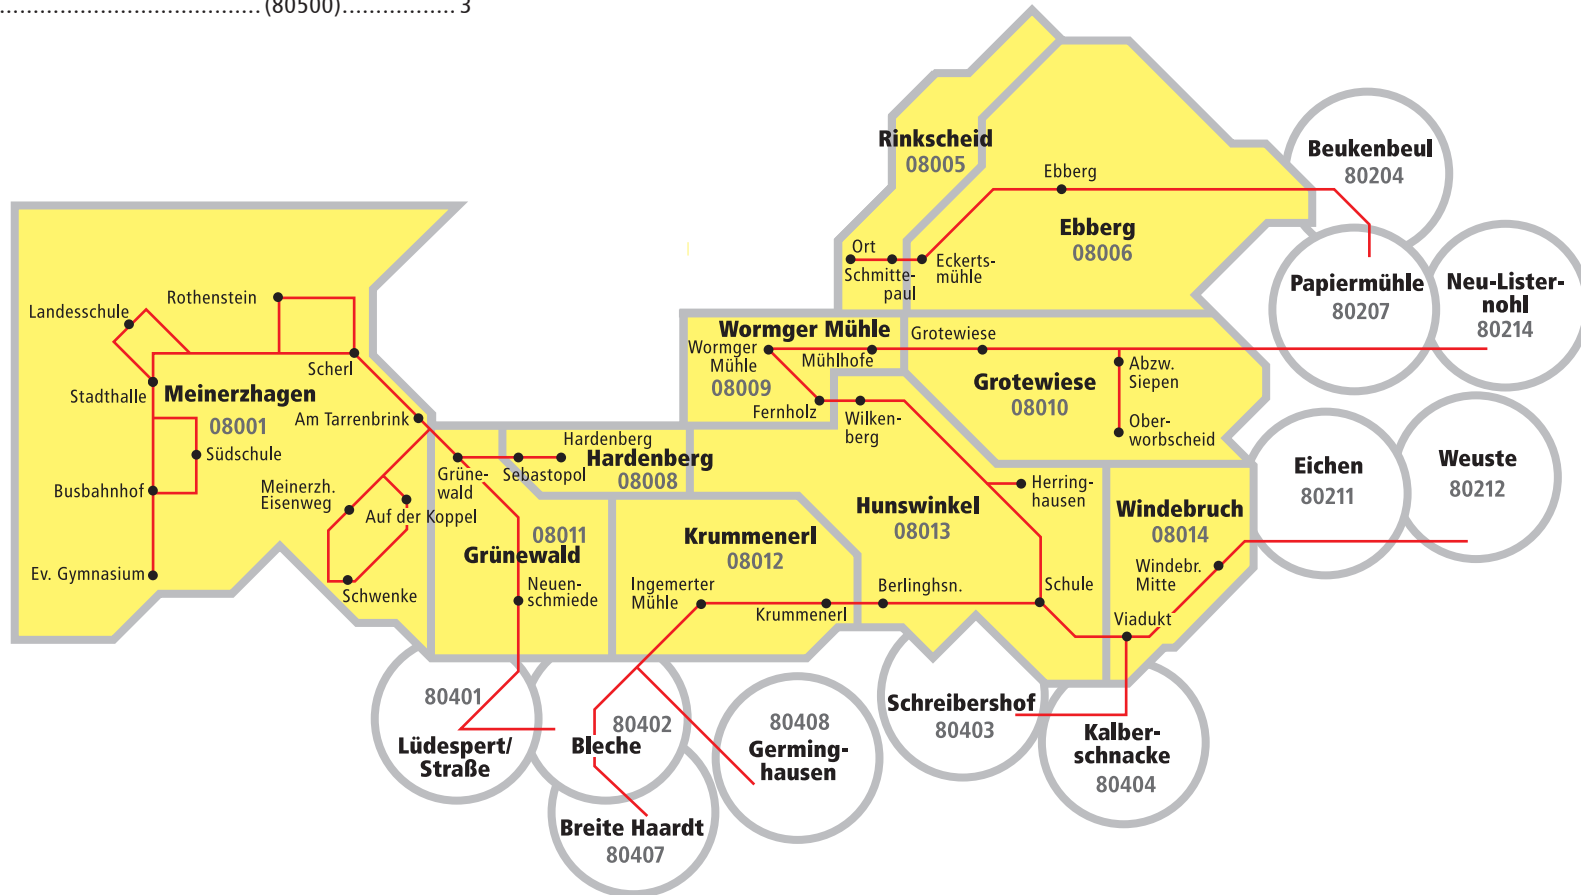 (80500) 3
Rinkscheid
08005
Beukenbeul
80204
Ebberg
Ebberg
08006
Ort
Schmitte-
paul
Eckerts-
mühle
Papiermühle
80207
Neu-Lister-
nohl
80214
Landesschule
Rothenstein
Scherl
Stadthalle
Meinerzhagen
08001
Am Tarrenbrink
Südschule
Busbahnhof
Meinerzh.
Eisenweg
Auf der Koppel
Ev. Gymnasium
Schwenke
Wormger Mühle
Wormger
Mühle
08009
Mühlhofe
Fernholz
Grotewiese
Grotewiese
08010
Abzw.
Siepen
Ober-
worbscheid
Wilken-
berg
Hardenberg
Hardenberg
08008
Grüne-
wald
Sebastopol
08011
Grünewald
Neuen-
schmiede
Krummenerl
08012
Ingemerter
Mühle
Krummenerl
Hunswinkel
08013
Herring-
hausen
Berlinghsn.
Schule
Windebruch
08014
Windebr.
Mitte
Viadukt
Eichen
80211
Weuste
80212
80401
Lüdespert/
Straße
80402
Bleche
80408
Germing-
hausen
Schreibershof
80403
Kalber-
schnacke
80404
Breite Haardt
80407